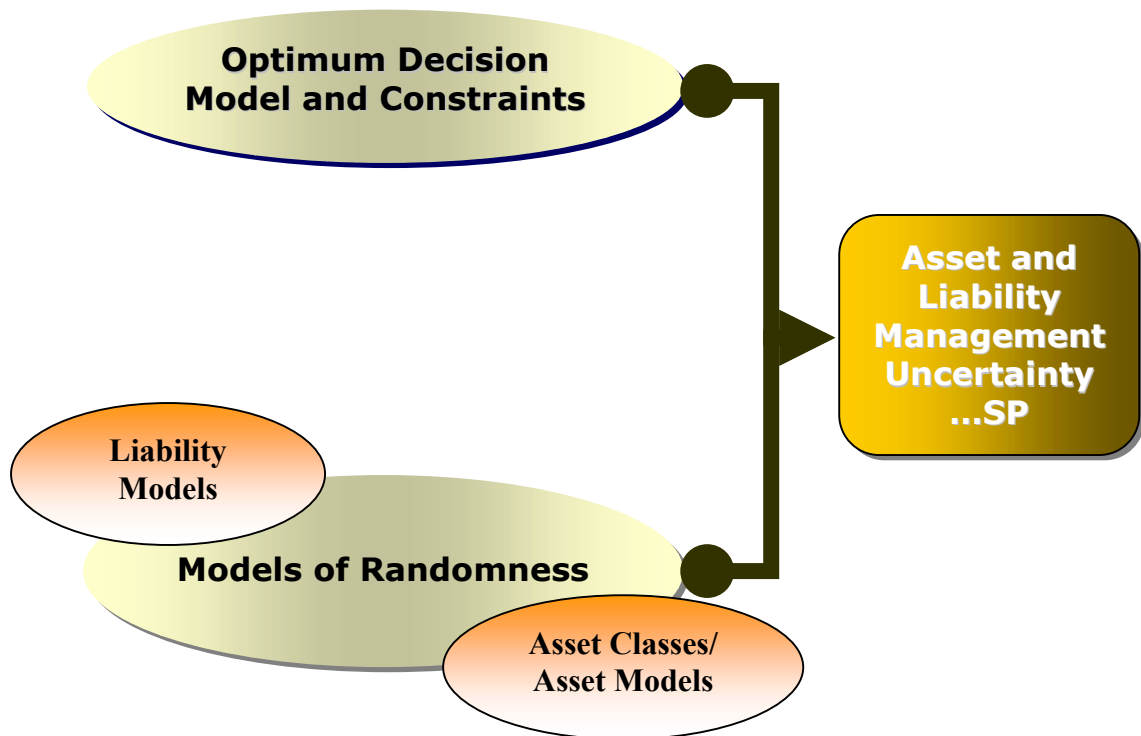 Optimum Decision
Model and Constraints
Asset and
Liability
Management
Uncertainty
...SP
Liability
Models
Models of Randomness
Asset Classes/
Asset Models